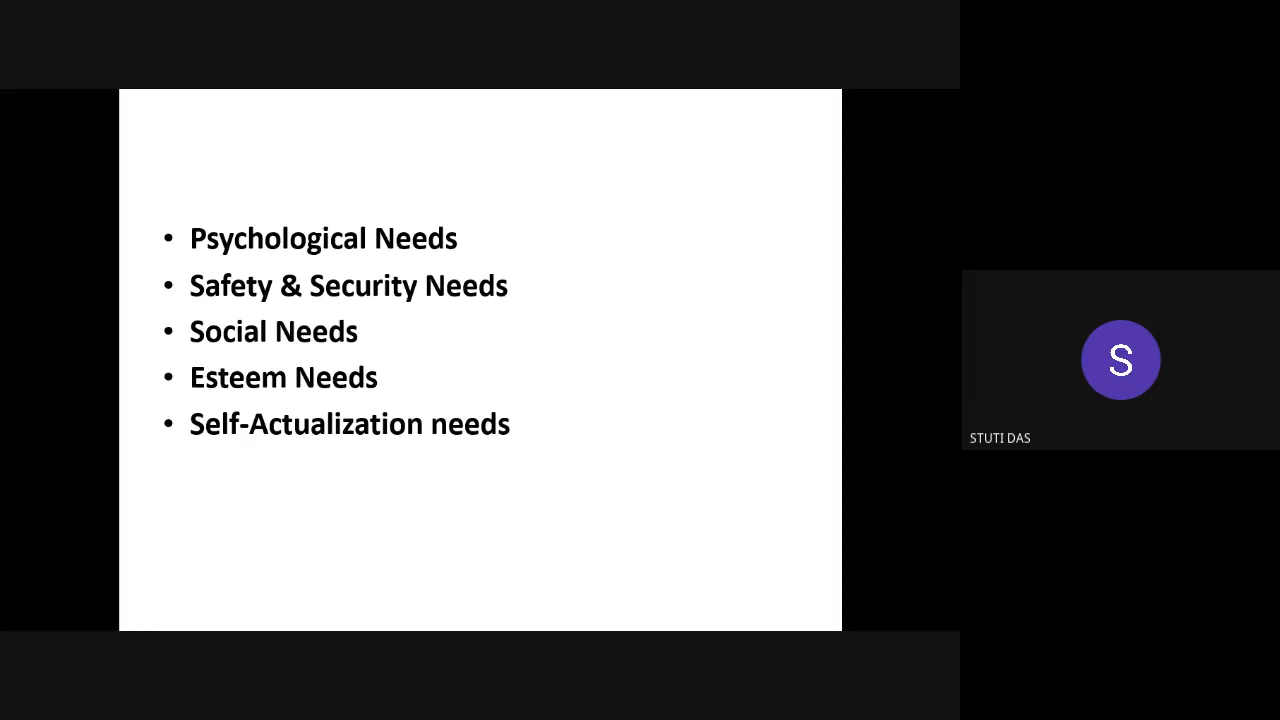 • Psychological Needs
• Safety & Security Needs
• Social Needs
• Esteem Needs
• Self-Actualization needs
S
STUTI DAS